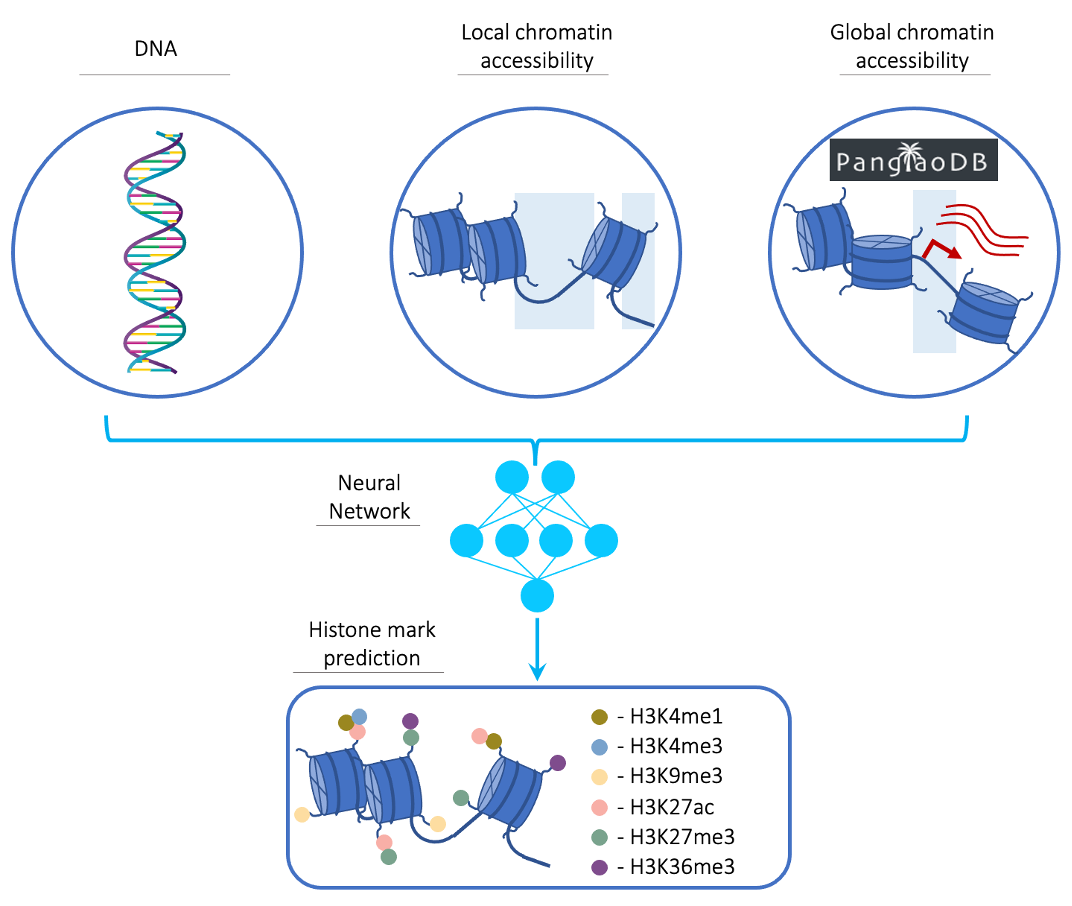 DNA
Local chromatin
accessibility
Global chromatin
accessibility
PanglaoDB
Neural
Network
Histone mark
prediction
- H3K4me1
- H3K4me3
- H3K9me3
- H3K27ac
- H3K27me3
- H3K36me3